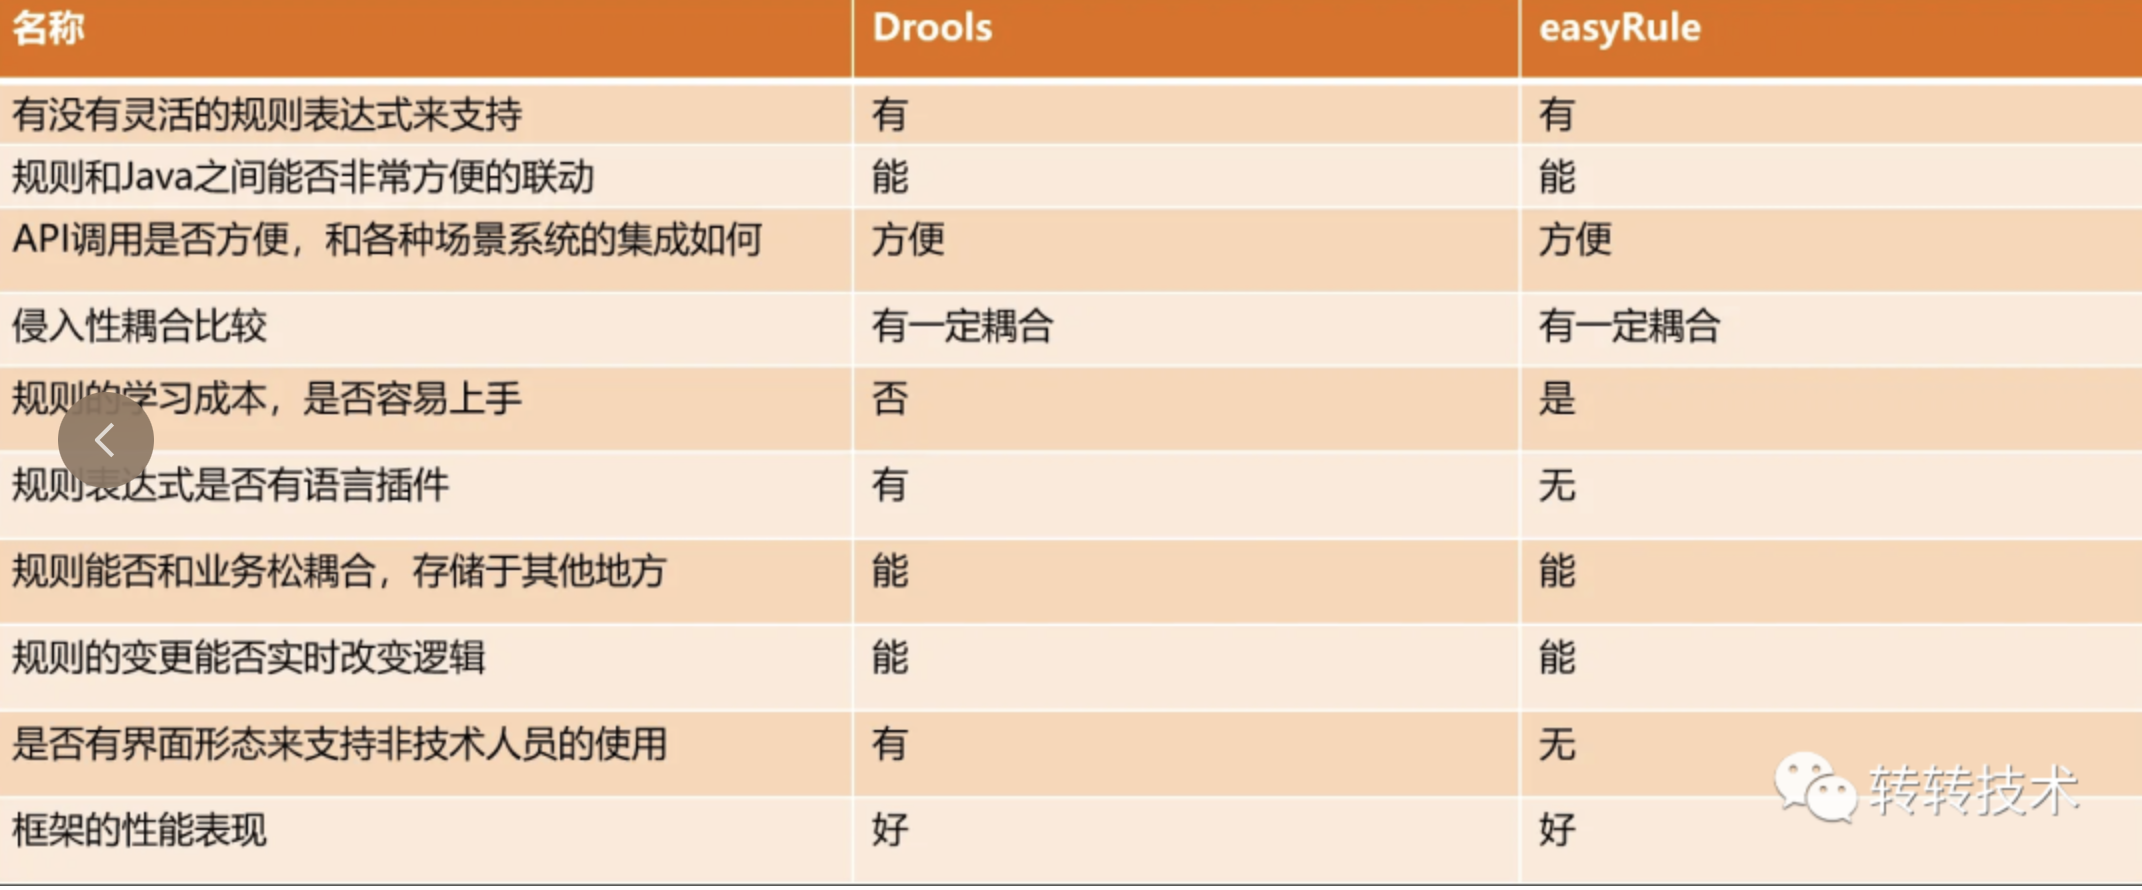 名称 Drools easyRule
有没有灵活的规则表达式来支持 有 有
规则和Java之间能否非常方便的联动 能 能
API调用是否方便，和各种场景系统的集成如何 方便 方便
侵入性耦合比较 有一定耦合 有一定耦合
规则的学习成本，是否容易上手 否 是
规则表达式是否有语言插件 有 无
规则能否和业务松耦合，存储于其他地方 能 能
规则的变更能否实时改变逻辑 能 能
是否有界面形态来支持非技术人员的使用 有 无
转转技术
框架的性能表现 好 好